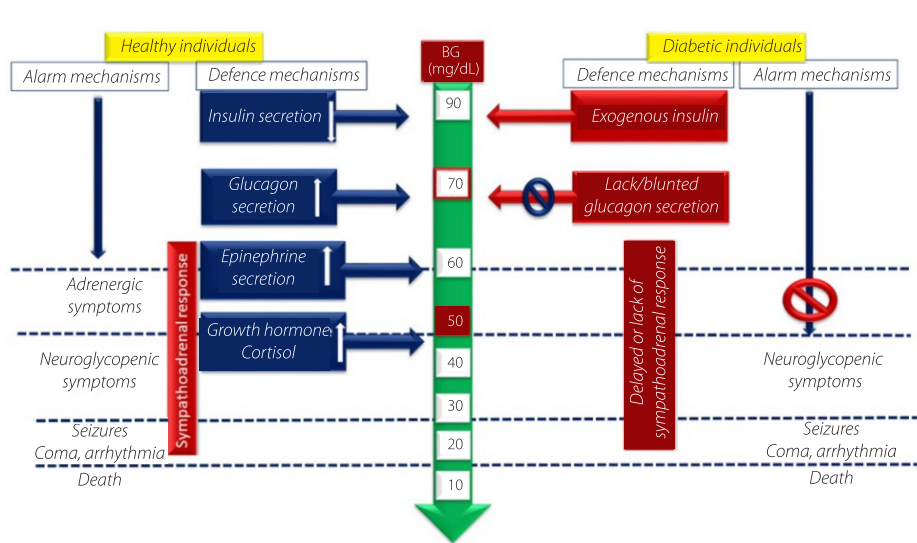 Healthy individuals
Alarm mechanisms
Defence mechanisms
BG
(mg/dL)
Diabetic individuals
Defence mechanisms
Alarm mechanisms
Insulin secretion
90
Exogenous insulin
Glucagon
secretion
70
Lack/blunted
glucagon secretion
Sympathoadrenal response
Epinephrine
secretion
60
Delayed or lack of
sympathoadrenal response
Adrenergic
symptoms
Growth hormone
Cortisol
50
Neuroglycopenic
symptoms
40
Neuroglycopenic
symptoms
30
Seizures
Coma, arrhythmia
20
Seizures
Coma, arrhythmia
Death
10
Death